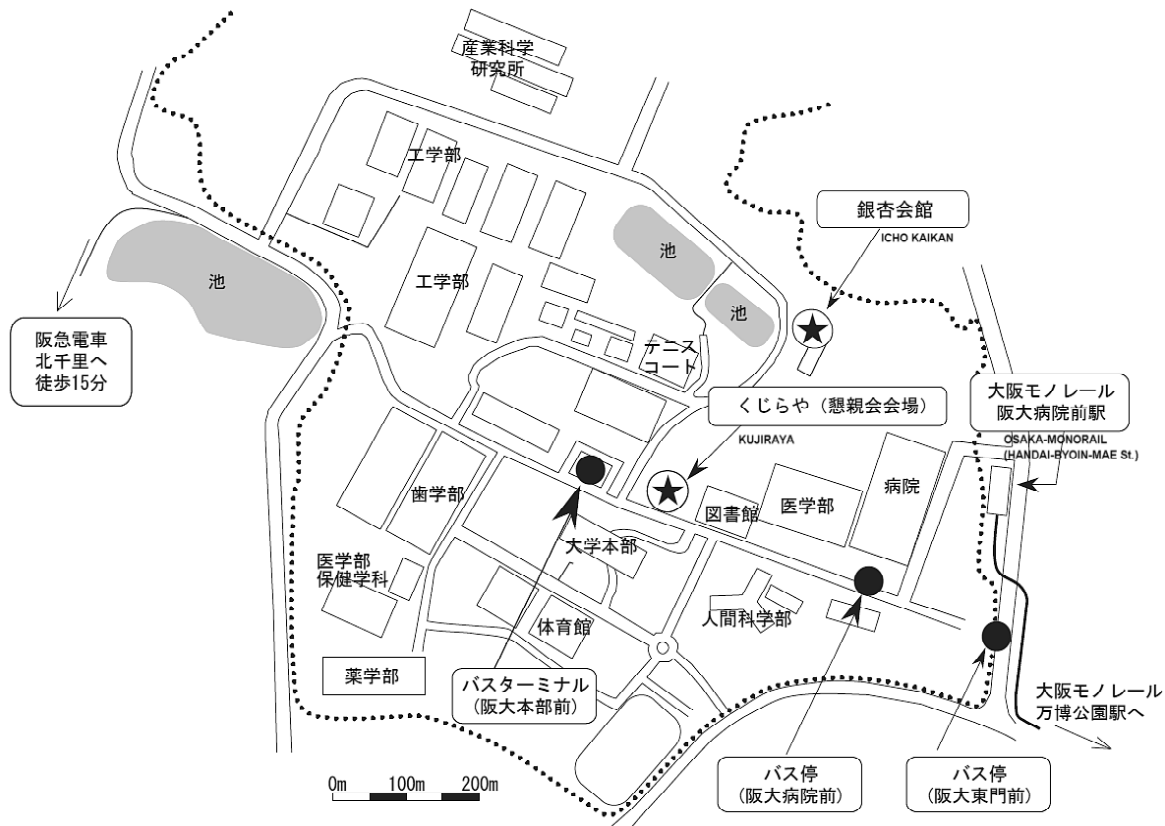 産業科学
研究所
工学部
銀杏会館
ICHO KAIKAN
池
池
工学部
池
阪急電車
北千里へ
徒歩15分
テニス
コート
大阪モノレール
阪大病院前駅
OSAKA-MONORAIL
(HANDAI-BYOIN-MAE St.)
くじらや（懇親会会場）
KUJIRAYA
歯学部
病院
医学部
図書館
大学本部
医学部
保健学科
人間科学部
体育館
薬学部
バスターミナル
(阪大本部前)
大阪モノレール
万博公園駅へ
バス停
(阪大病院前)
バス停
(阪大東門前)
0m 100m 200m